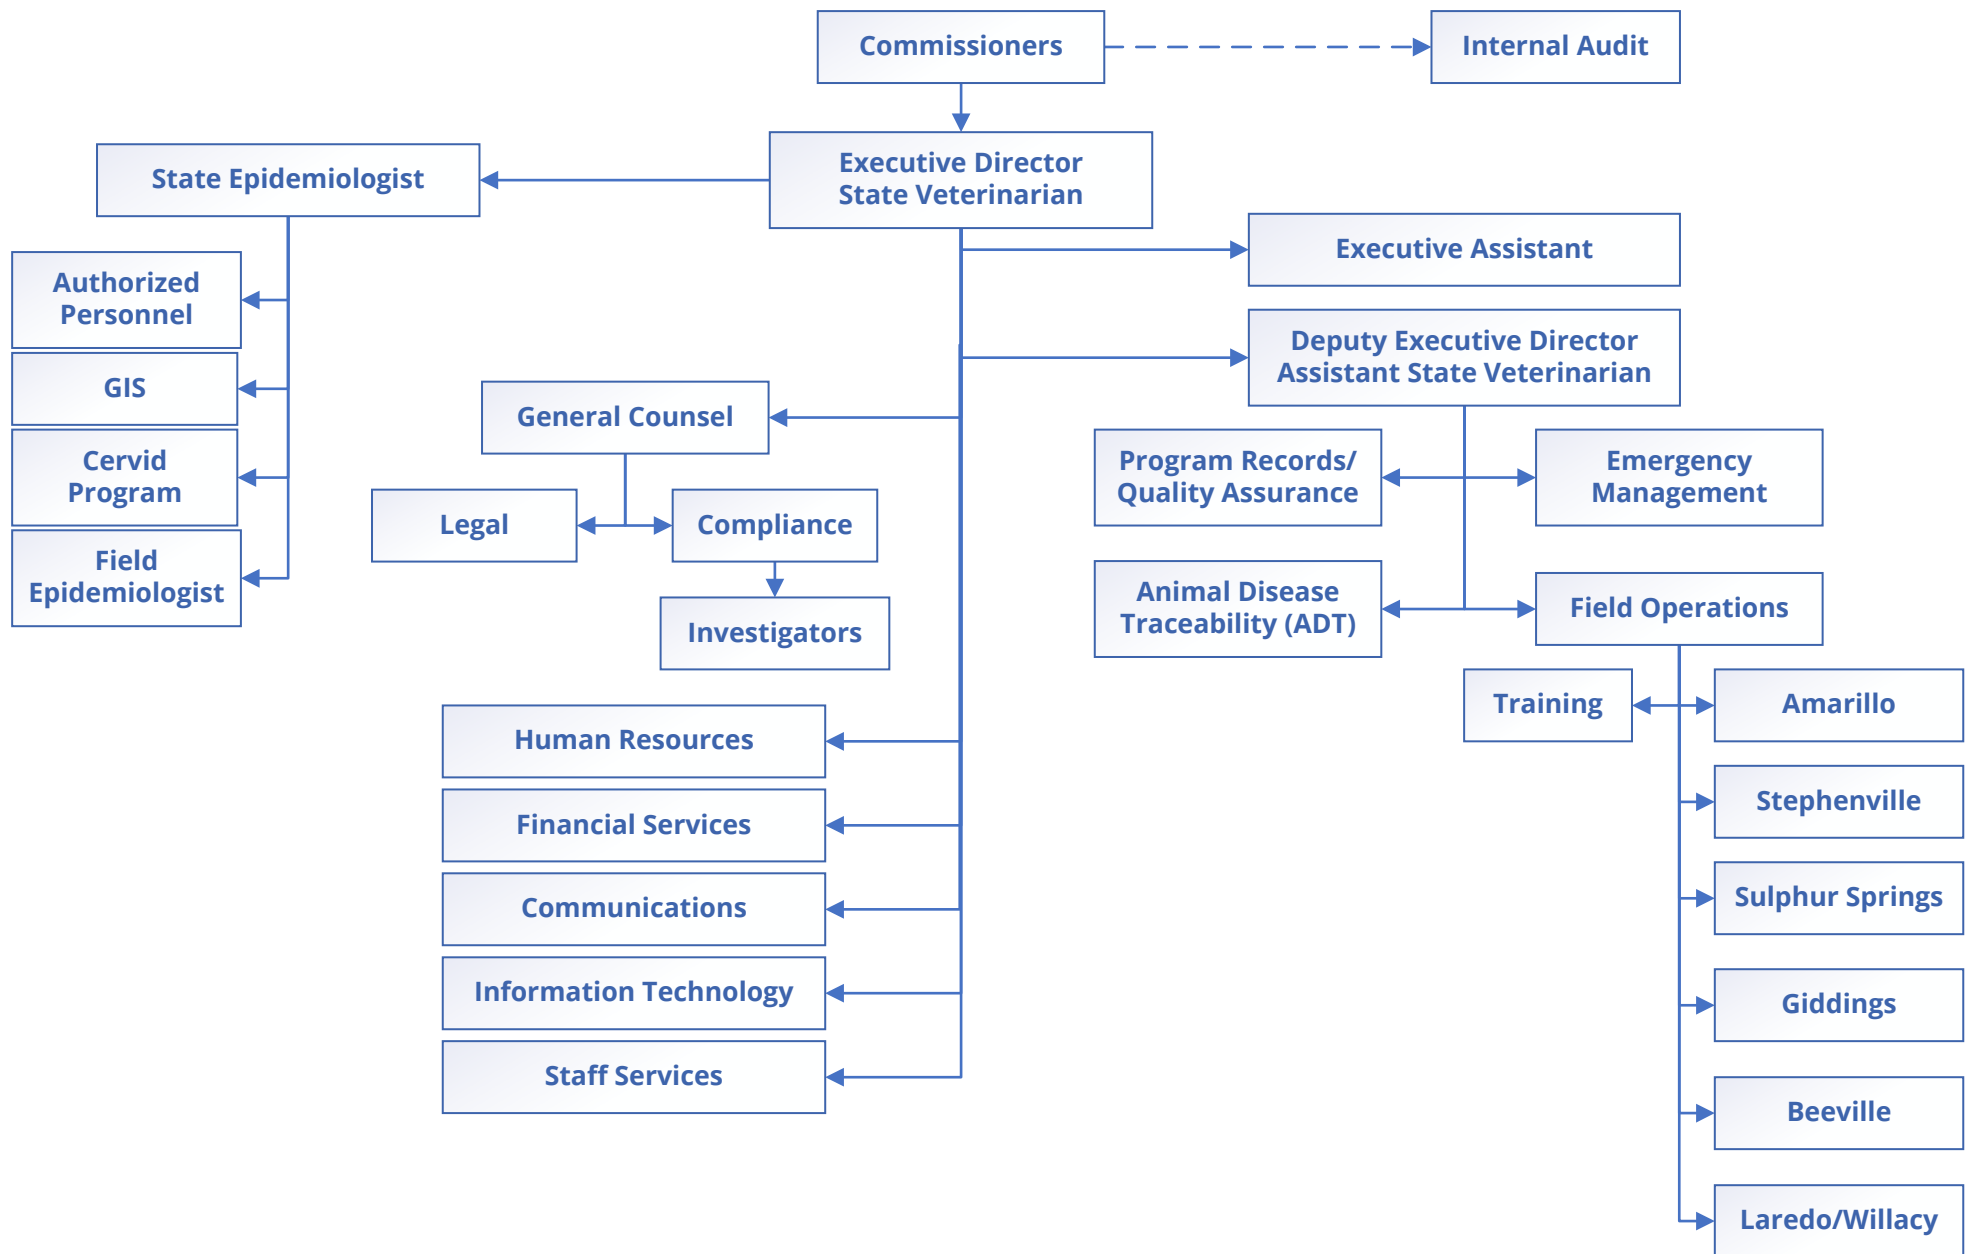 Commissioners
Internal Audit
Executive Director
State Veterinarian
State Epidemiologist
Authorized
Personnel
GIS
Cervid
Program
Field
Epidemiologist
Executive Assistant
Deputy Executive Director
Assistant State Veterinarian
General Counsel
Legal
Compliance
Investigators
Program Records/
Quality Assurance
Emergency
Management
Animal Disease
Traceability (ADT)
Field Operations
Training
Amarillo
Stephenville
Sulphur Springs
Giddings
Beeville
Laredo/Willacy
Human Resources
Financial Services
Communications
Information Technology
Staff Services